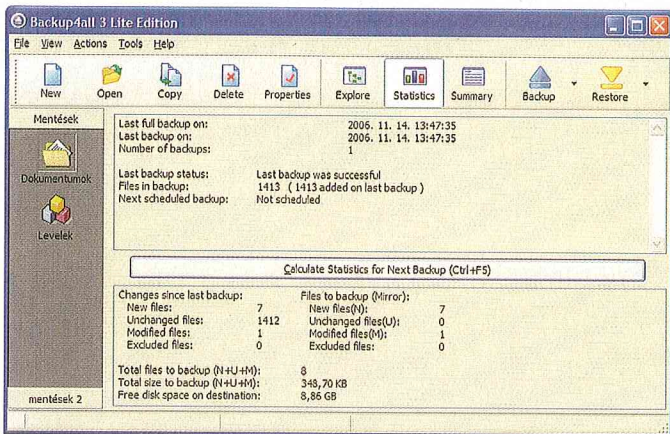 Backup4all 3 Lite Edition
File View Actions Tools Help
New Open Copy Delete Properties Explore Statistics Summary Backup Restore
Mentések
Dokumentumok
Levelek
mentések 2
Last full backup on: 2006. 11. 14. 13:47:35
Last backup on: 2006. 11. 14. 13:47:35
Number of backups: 1
Last backup status: Last backup was successful
Files in backup: 1413 ( 1413 added on last backup )
Next scheduled backup: Not scheduled
Calculate Statistics for Next Backup (Ctrl+F5)
Changes since last backup: Files to backup (Mirror):
New files: 7 New files(N): 7
Unchanged files: 1412 Unchanged files(U): 0
Modified files: 1 Modified files(M): 1
Excluded files: 0 Excluded files: 0
Total files to backup (N+U+M): 8
Total size to backup (N+U+M): 348,70 KB
Free disk space on destination: 8,86 GB